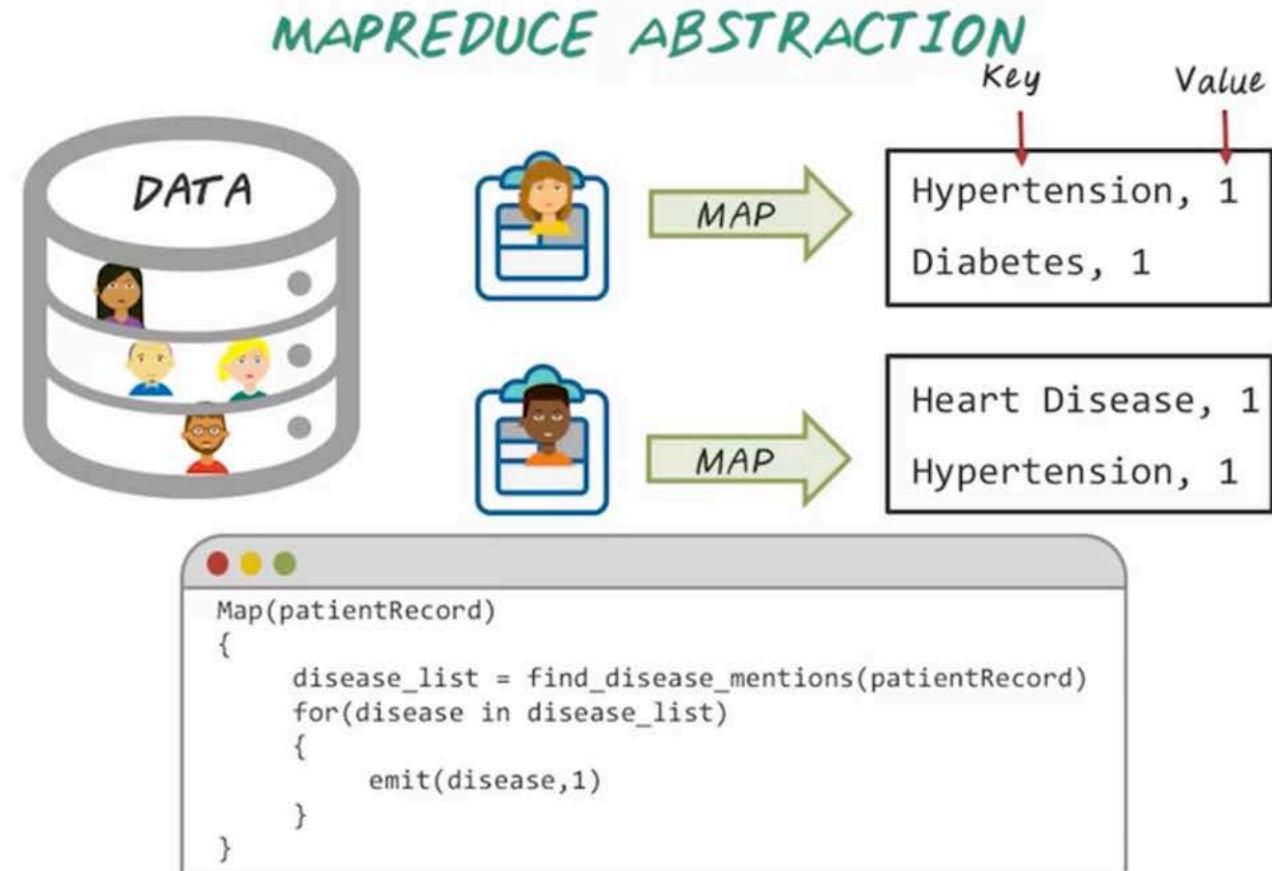 MAPREDUCE ABSTRACTION
Key
Value
DATA
MAP
Hypertension, 1
Diabetes, 1
MAP
Heart Disease, 1
Hypertension, 1
Map(patientRecord)
{
disease_list = find_disease_mentions(patientRecord)
for(disease in disease_list)
{
emit(disease,1)
}
}